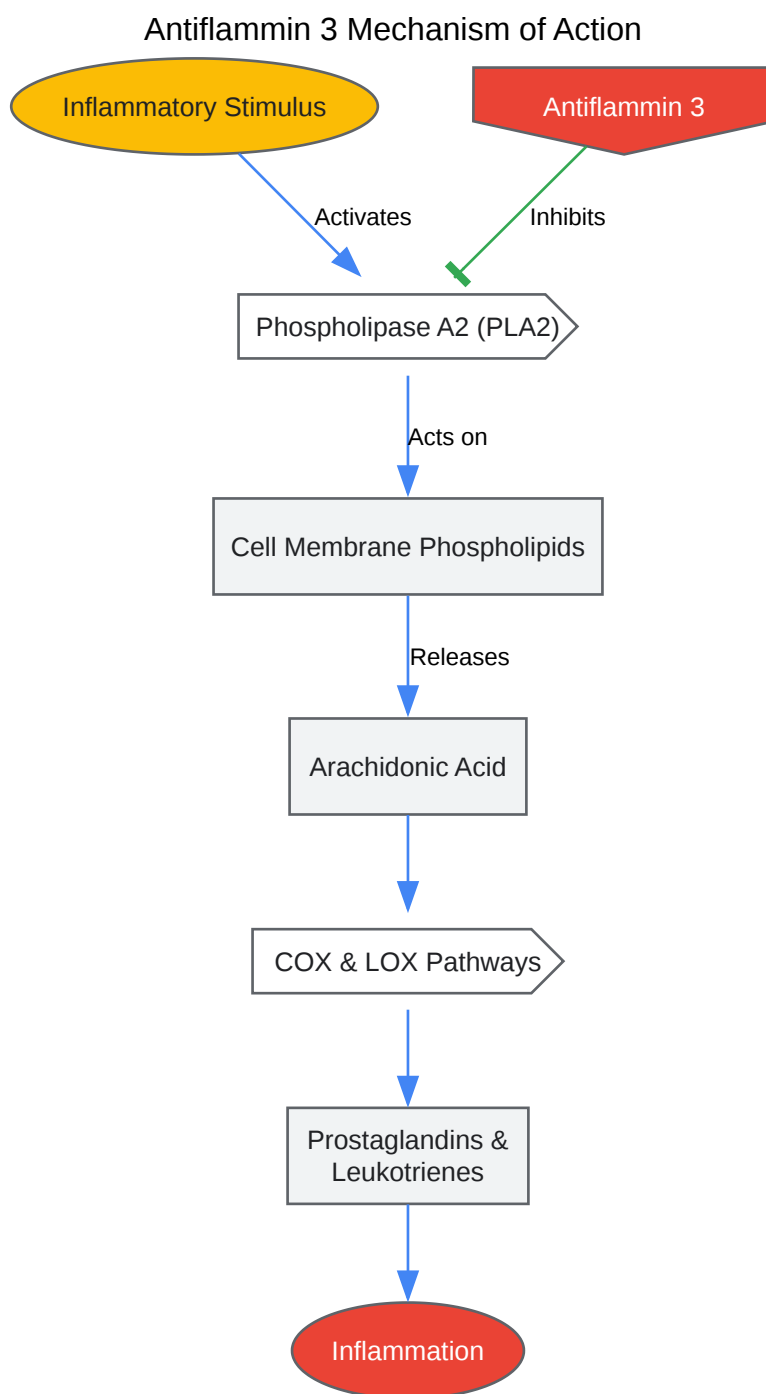 Antiflammin 3 Mechanism of Action
Inflammatory Stimulus
Antiflammin 3
Activates
Inhibits
Phospholipase A2 (PLA2)
Acts on
Cell Membrane Phospholipids
Releases
Arachidonic Acid
COX & LOX Pathways
Prostaglandins &
Leukotrienes
Inflammation